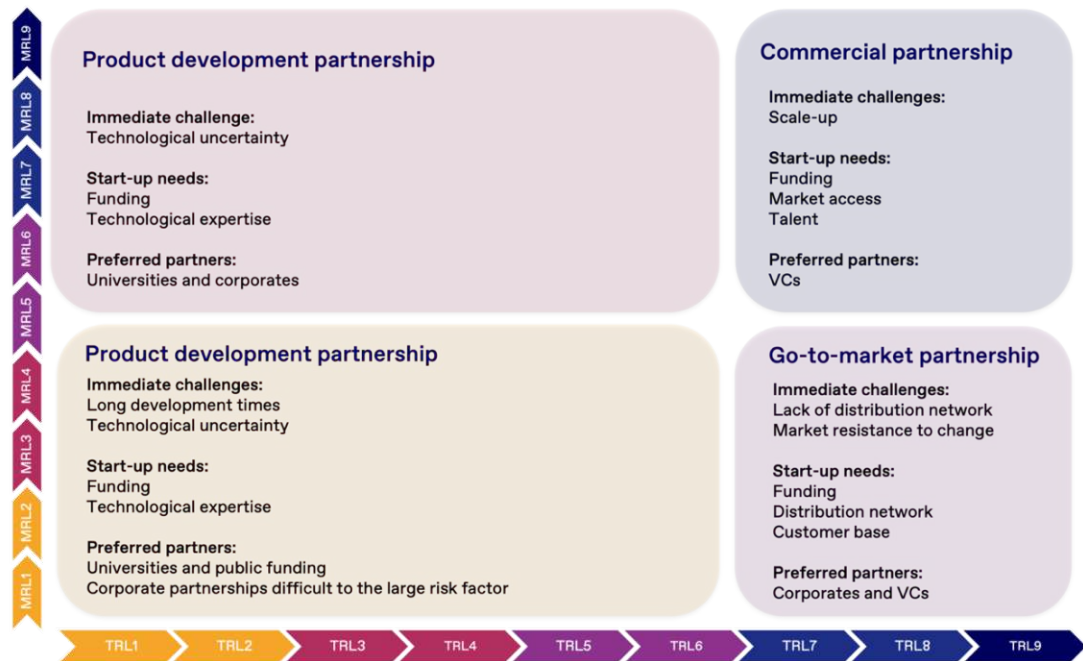 MRL9
MRL8
MRL7
MRL6
MRL5
MRL4
MRL3
MRL2
MRL1
Product development partnership
Immediate challenge:
Technological uncertainty
Start-up needs:
Funding
Technological expertise
Preferred partners:
Universities and corporates
Commercial partnership
Immediate challenges:
Scale-up
Start-up needs:
Funding
Market access
Talent
Preferred partners:
VCs
Product development partnership
Immediate challenges:
Long development times
Technological uncertainty
Start-up needs:
Funding
Technological expertise
Preferred partners:
Universities and public funding
Corporate partnerships difficult to the large risk factor
Go-to-market partnership
Immediate challenges:
Lack of distribution network
Market resistance to change
Start-up needs:
Funding
Distribution network
Customer base
Preferred partners:
Corporates and VCs
TRL1 TRL2 TRL3 TRL4 TRL5 TRL6 TRL7 TRL8 TRL9